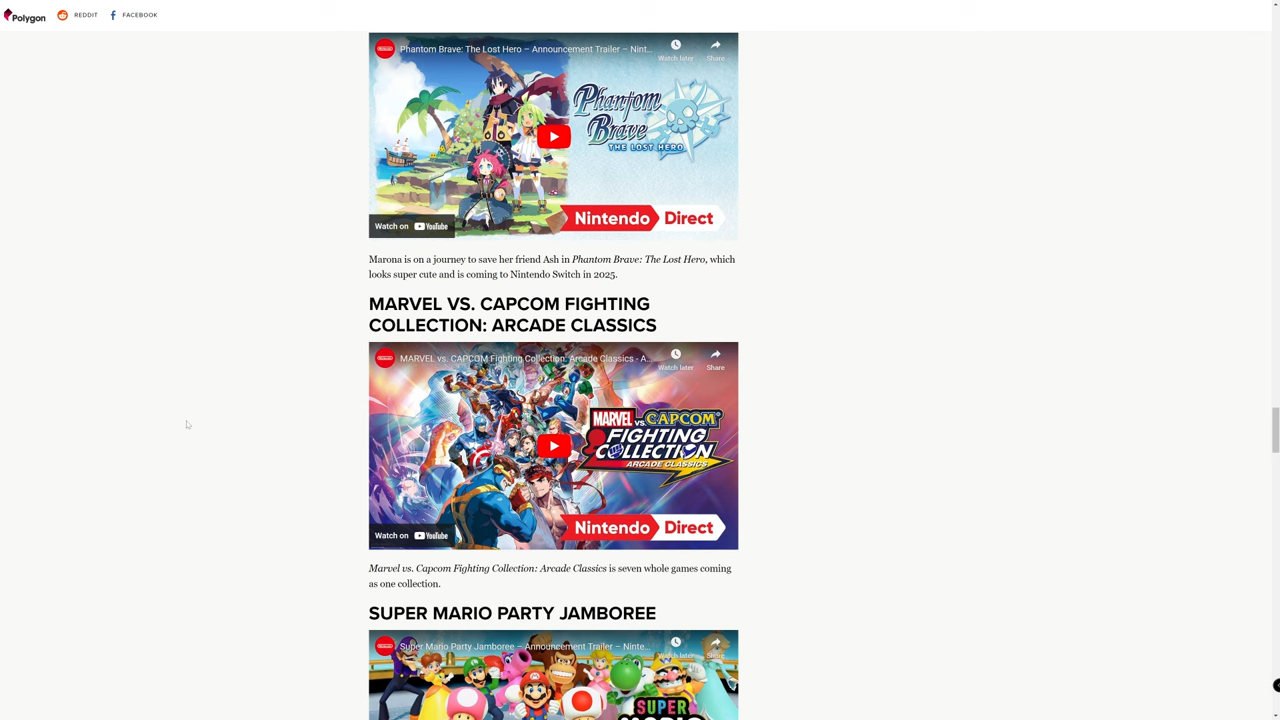 Polygon REDDIT FACEBOOK
Phantom Brave: The Lost Hero – Announcement Trailer – Nint...
Watch later Share
Phantom
Brave
THE LOST HERO
Nintendo Direct
Watch on YouTube
Marona is on a journey to save her friend Ash in Phantom Brave: The Lost Hero, which
looks super cute and is coming to Nintendo Switch in 2025.
MARVEL VS. CAPCOM FIGHTING
COLLECTION: ARCADE CLASSICS
MARVEL vs. CAPCOM Fighting Collection: Arcade Classics - A...
Watch later Share
MARVEL VS. CAPCOM
FIGHTING
COLLECTION
ARCADE CLASSICS
Nintendo Direct
Watch on YouTube
Marvel vs. Capcom Fighting Collection: Arcade Classics is seven whole games coming
as one collection.
SUPER MARIO PARTY JAMBOREE
Super Mario Party Jamboree – Announcement Trailer – Ninte...
Watch later Share
SUPER
MARIO